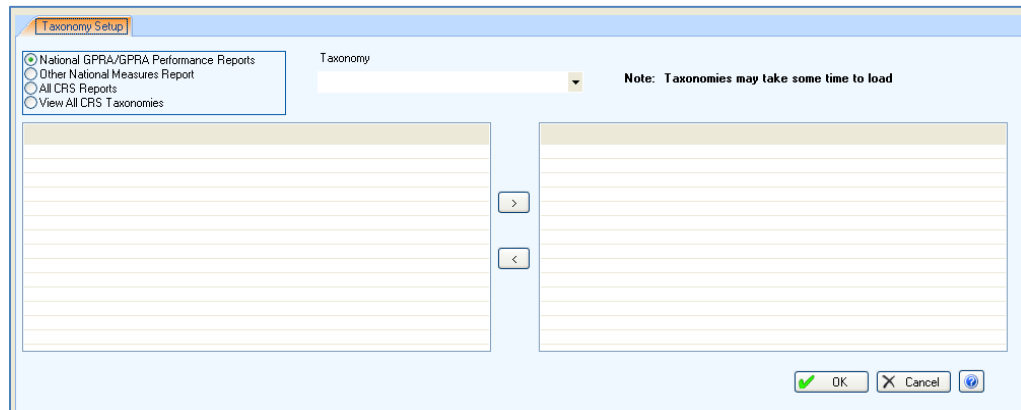 Taxonomy Setup
National GPRA/GPRA Performance Reports
Other National Measures Report
All CRS Reports
View All CRS Taxonomies
Taxonomy
Note: Taxonomies may take some time to load
>
<
OK
Cancel
?